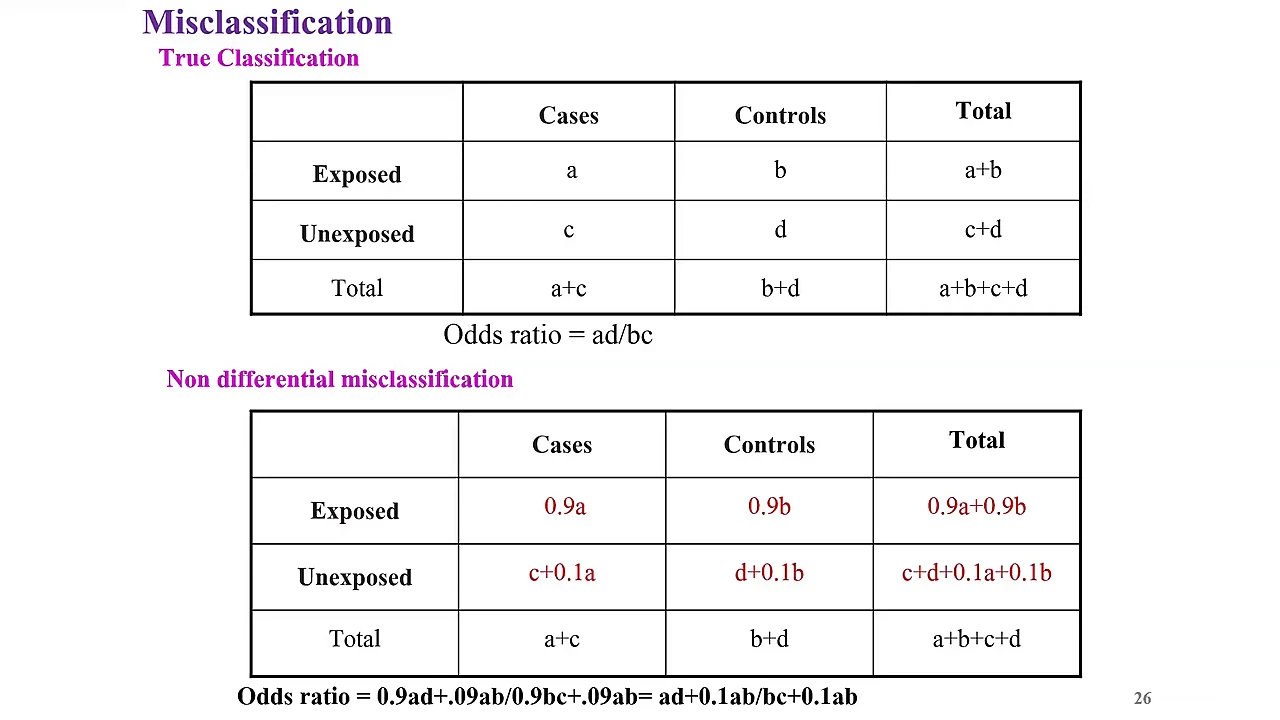 Misclassification
True Classification
Cases Controls Total
Exposed a b a+b
Unexposed c d c+d
Total a+c b+d a+b+c+d
Odds ratio = ad/bc
Non differential misclassification
Cases Controls Total
Exposed 0.9a 0.9b 0.9a+0.9b
Unexposed c+0.1a d+0.1b c+d+0.1a+0.1b
Total a+c b+d a+b+c+d
Odds ratio = 0.9ad+.09ab/0.9bc+.09ab= ad+0.1ab/bc+0.1ab
26